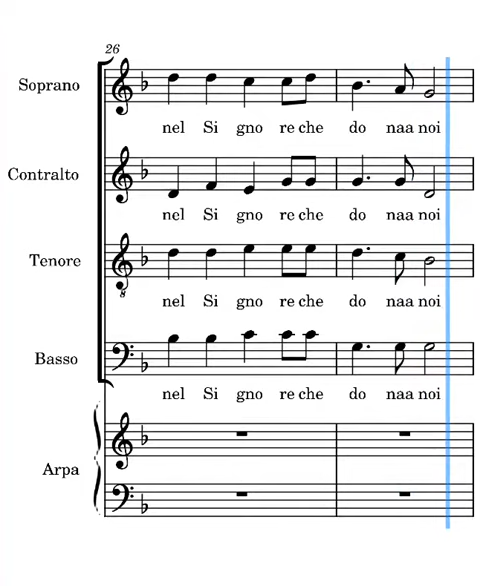 26
Soprano
nel Si gno re che do naa noi
Contralto
nel Si gno re che do naa noi
Tenore
8
nel Si gno re che do naa noi
Basso
nel Si gno re che do naa noi
Arpa